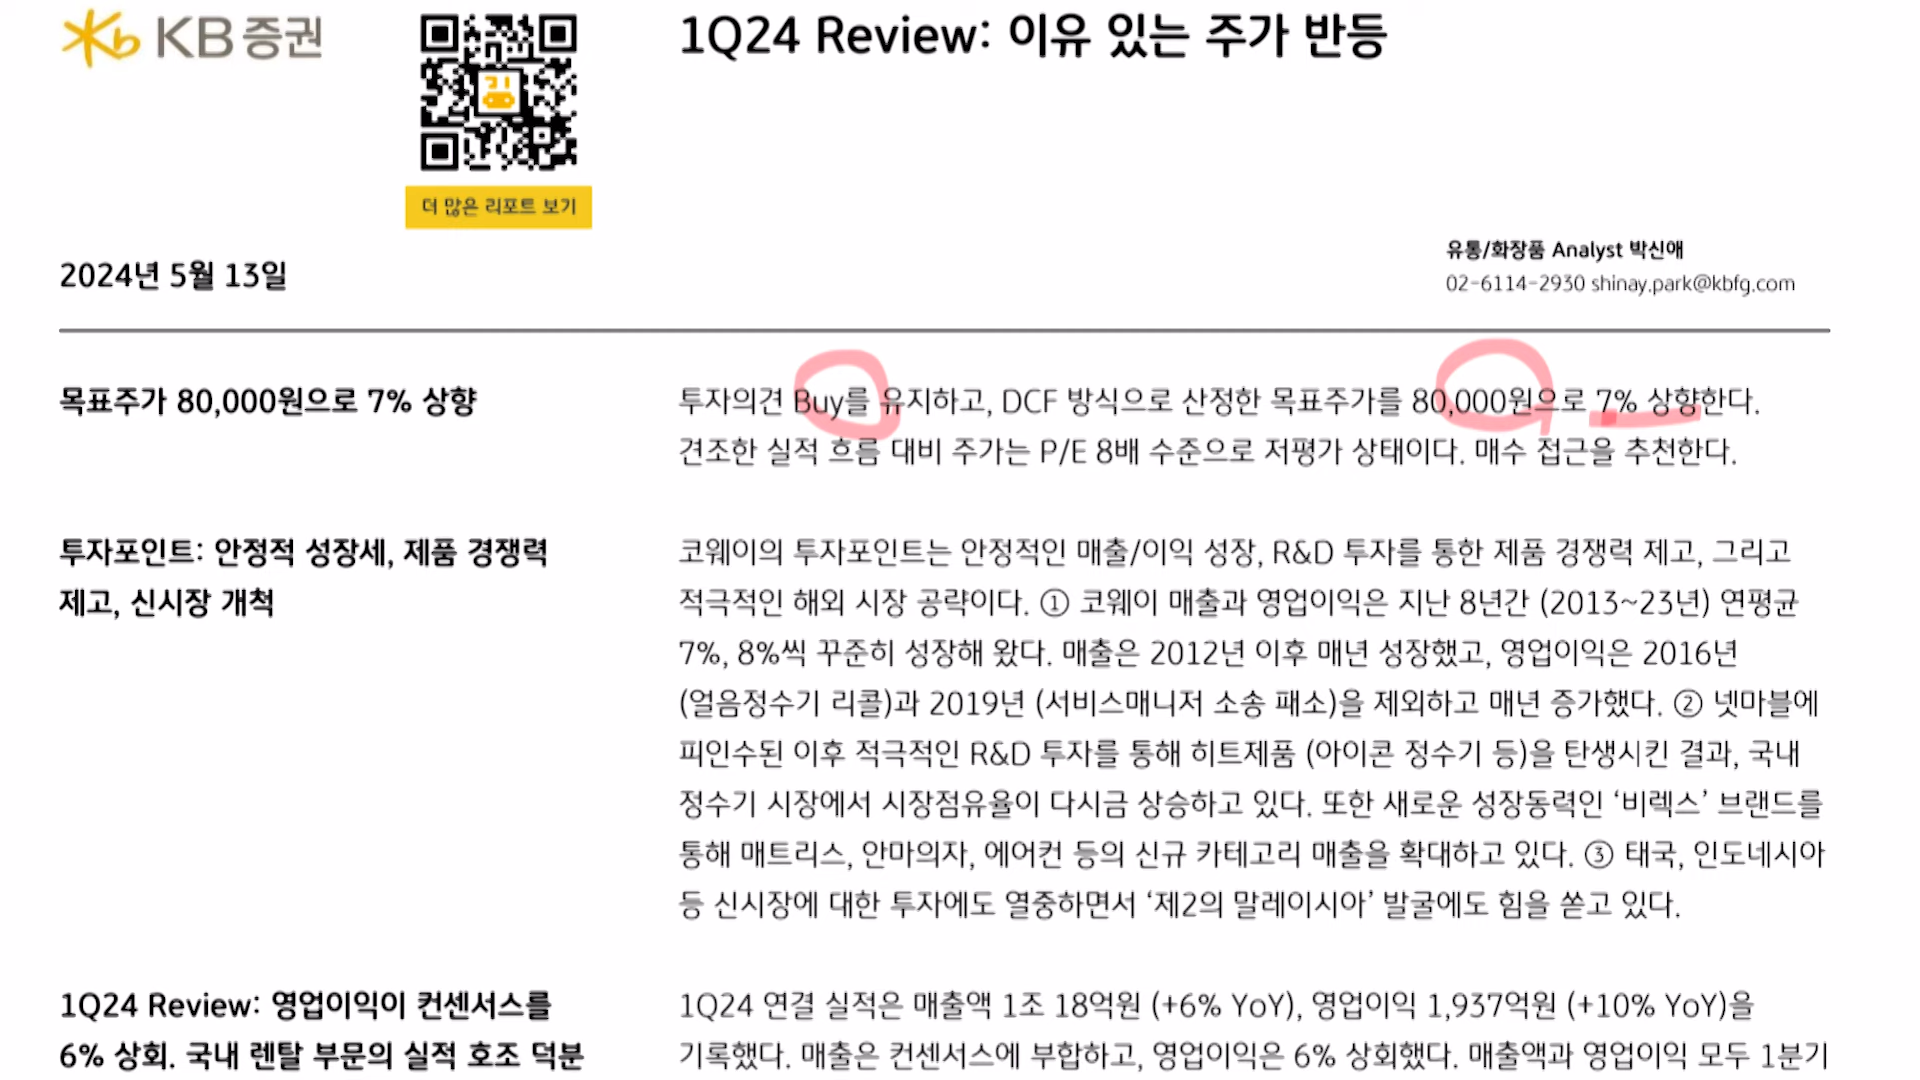 KB증권
1Q24 Review: 이유 있는 주가 반등
더 많은 리포트 보기
2024년 5월 13일
유통/화장품 Analyst 박신애
02-6114-2930 shinay.park@kbfg.com
목표주가 80,000원으로 7% 상향
투자의견 Buy를 유지하고, DCF 방식으로 산정한 목표주가를 80,000원으로 7% 상향한다.
견조한 실적 흐름 대비 주가는 P/E 8배 수준으로 저평가 상태이다. 매수 접근을 추천한다.
투자포인트: 안정적 성장세, 제품 경쟁력
제고, 신시장 개척
코웨이의 투자포인트는 안정적인 매출/이익 성장, R&D 투자를 통한 제품 경쟁력 제고, 그리고
적극적인 해외 시장 공략이다. ① 코웨이 매출과 영업이익은 지난 8년간 (2013~23년) 연평균
7%, 8%씩 꾸준히 성장해 왔다. 매출은 2012년 이후 매년 성장했고, 영업이익은 2016년
(얼음정수기 리콜)과 2019년 (서비스매니저 소송 패소)을 제외하고 매년 증가했다. ② 넷마블에
피인수된 이후 적극적인 R&D 투자를 통해 히트제품 (아이콘 정수기 등)을 탄생시킨 결과, 국내
정수기 시장에서 시장점유율이 다시금 상승하고 있다. 또한 새로운 성장동력인 ‘비렉스’ 브랜드를
통해 매트리스, 안마의자, 에어컨 등의 신규 카테고리 매출을 확대하고 있다. ③ 태국, 인도네시아
등 신시장에 대한 투자에도 열중하면서 ‘제2의 말레이시아’ 발굴에도 힘을 쏟고 있다.
1Q24 Review: 영업이익이 컨센서스를
6% 상회. 국내 렌탈 부문의 실적 호조 덕분
1Q24 연결 실적은 매출액 1조 18억원 (+6% YoY), 영업이익 1,937억원 (+10% YoY)을
기록했다. 매출은 컨센서스에 부합하고, 영업이익은 6% 상회했다. 매출액과 영업이익 모두 1분기